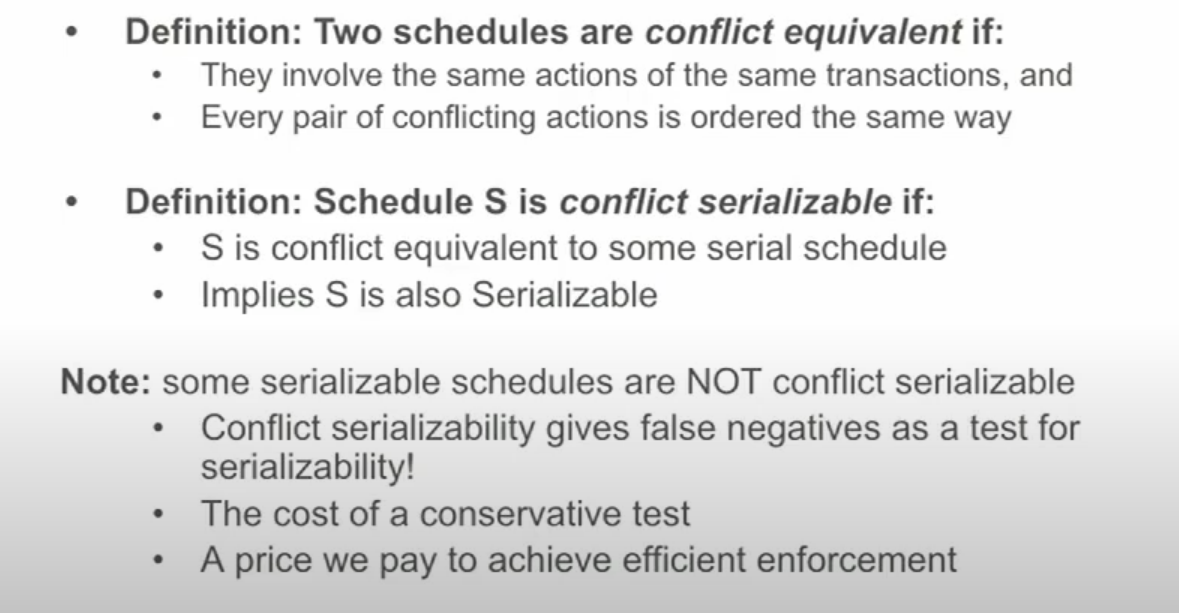 • Definition: Two schedules are conflict equivalent if:
• They involve the same actions of the same transactions, and
• Every pair of conflicting actions is ordered the same way
• Definition: Schedule S is conflict serializable if:
• S is conflict equivalent to some serial schedule
• Implies S is also Serializable
Note: some serializable schedules are NOT conflict serializable
• Conflict serializability gives false negatives as a test for
serializability!
• The cost of a conservative test
• A price we pay to achieve efficient enforcement